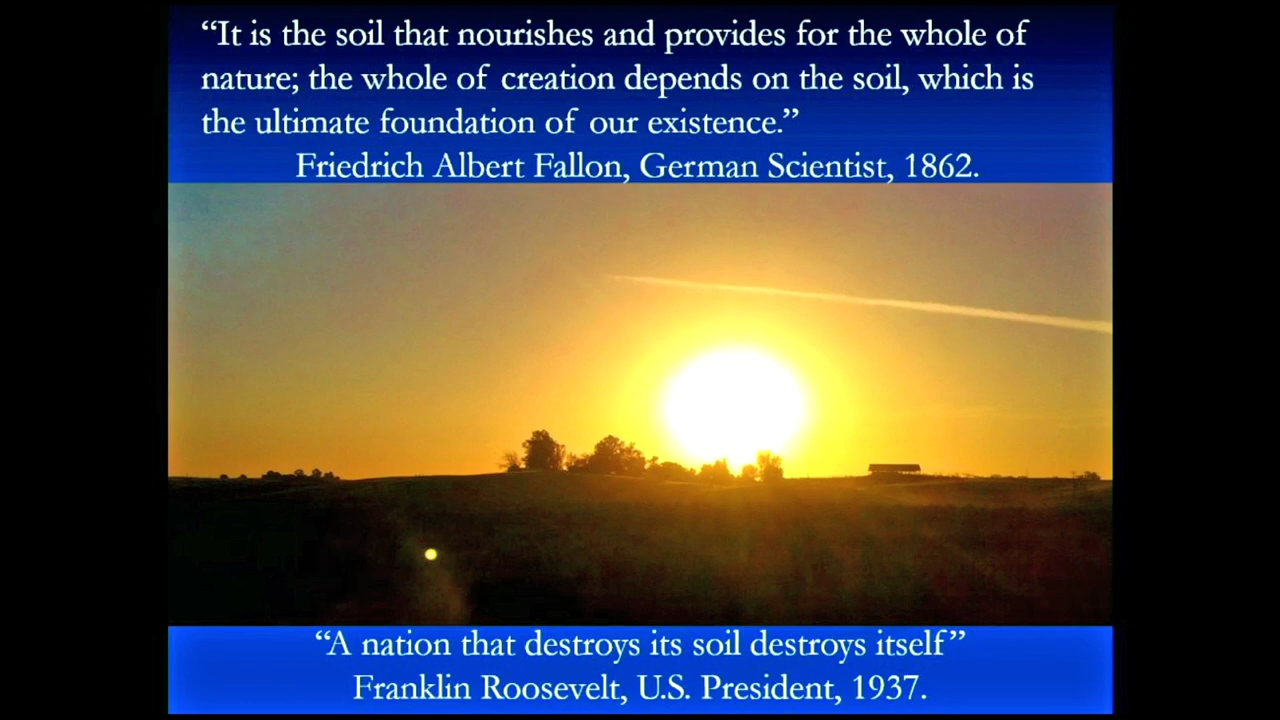 “It is the soil that nourishes and provides for the whole of
nature; the whole of creation depends on the soil, which is
the ultimate foundation of our existence.”
Friedrich Albert Fallon, German Scientist, 1862.
“A nation that destroys its soil destroys itself”
Franklin Roosevelt, U.S. President, 1937.